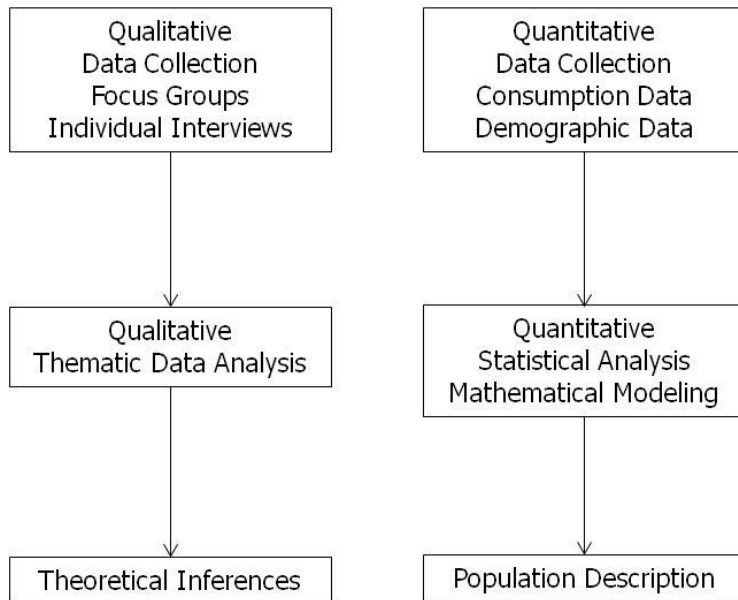 Qualitative
Data Collection
Focus Groups
Individual Interviews
Qualitative
Thematic Data Analysis
Theoretical Inferences
Quantitative
Data Collection
Consumption Data
Demographic Data
Quantitative
Statistical Analysis
Mathematical Modeling
Population Description